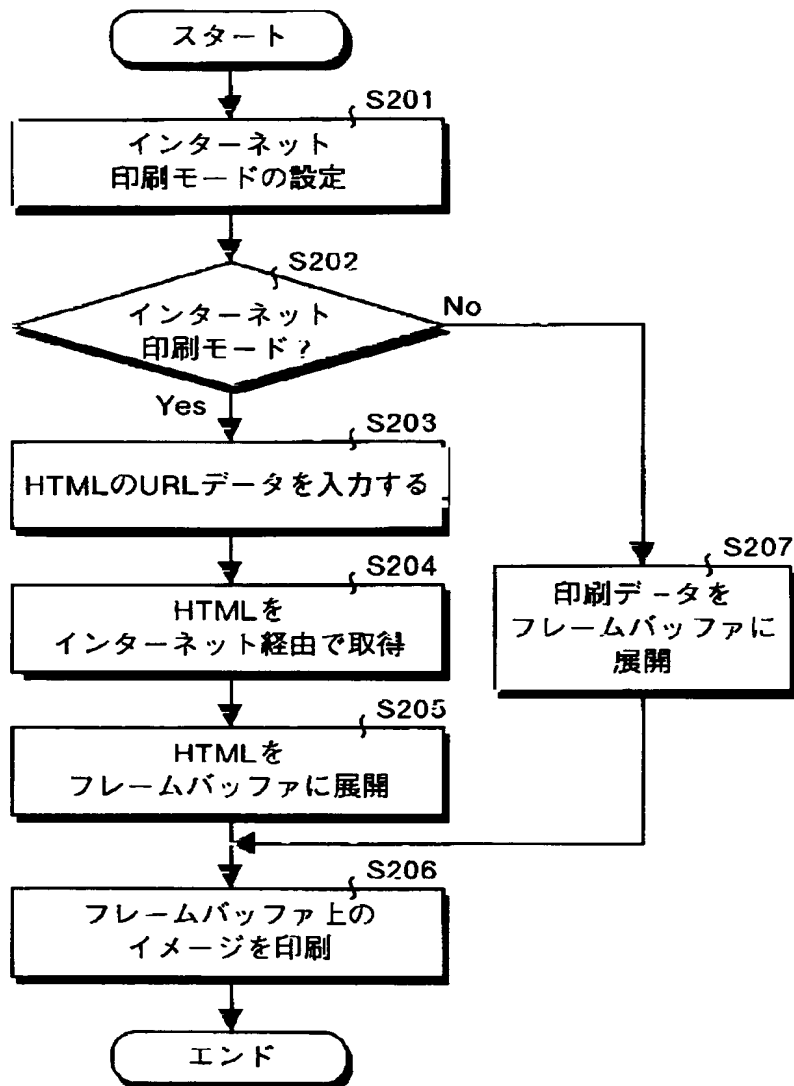 スタート
S201
インターネット
印刷モードの設定
S202
インターネット
印刷モード？
No
Yes
S203
HTMLのURLデータを入力する
S204
HTMLを
インターネット経由で取得
S207
印刷データを
フレームバッファに
展開
S205
HTMLを
フレームバッファに展開
S206
フレームバッファ上の
イメージを印刷
エンド